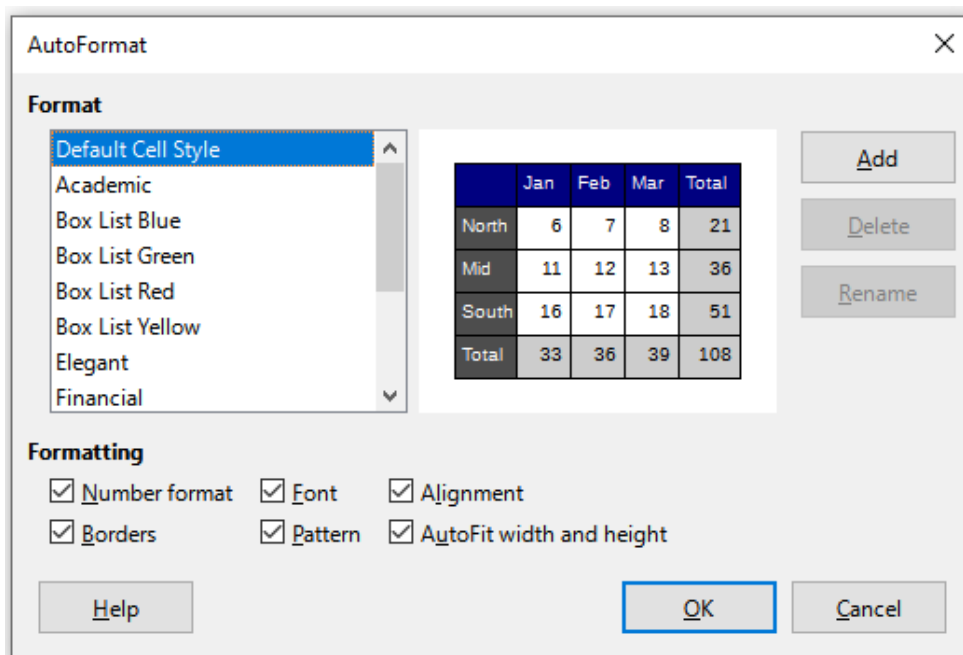 AutoFormat
Format
Default Cell Style
Academic
Box List Blue
Box List Green
Box List Red
Box List Yellow
Elegant
Financial
Jan Feb Mar Total
North 6 7 8 21
Mid 11 12 13 36
South 16 17 18 51
Total 33 36 39 108
Add
Delete
Rename
Formatting
Number format Font Alignment
Borders Pattern AutoFit width and height
Help OK Cancel